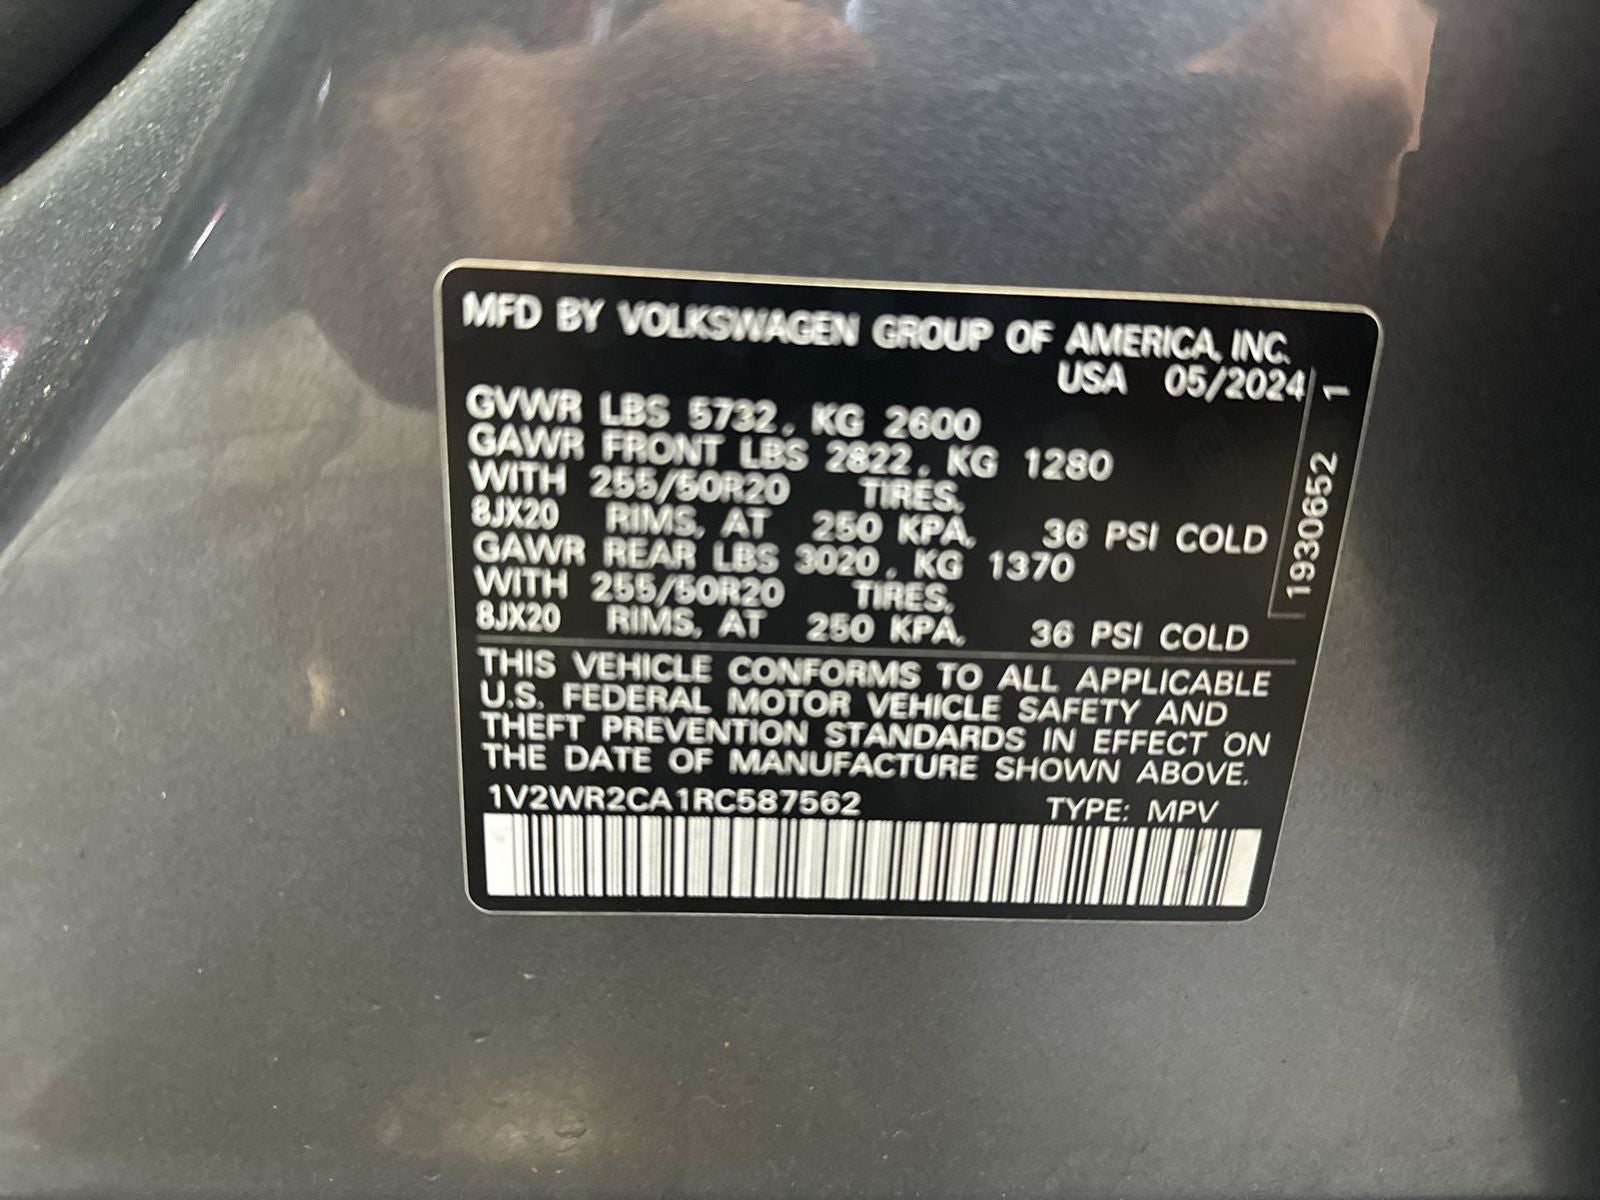 MFD BY VOLKSWAGEN GROUP OF AMERICA, INC.
USA 05/2024
GVWR LBS 5732, KG 2600
GAWR FRONT LBS 2822, KG 1280
WITH 255/50R20 TIRES,
8JX20 RIMS, AT 250 KPA, 36 PSI COLD
GAWR REAR LBS 3020, KG 1370
WITH 255/50R20 TIRES,
8JX20 RIMS, AT 250 KPA, 36 PSI COLD
THIS VEHICLE CONFORMS TO ALL APPLICABLE
U.S. FEDERAL MOTOR VEHICLE SAFETY AND
THEFT PREVENTION STANDARDS IN EFFECT ON
THE DATE OF MANUFACTURE SHOWN ABOVE.
1V2WR2CA1RC587562 TYPE: MPV
1930652 1